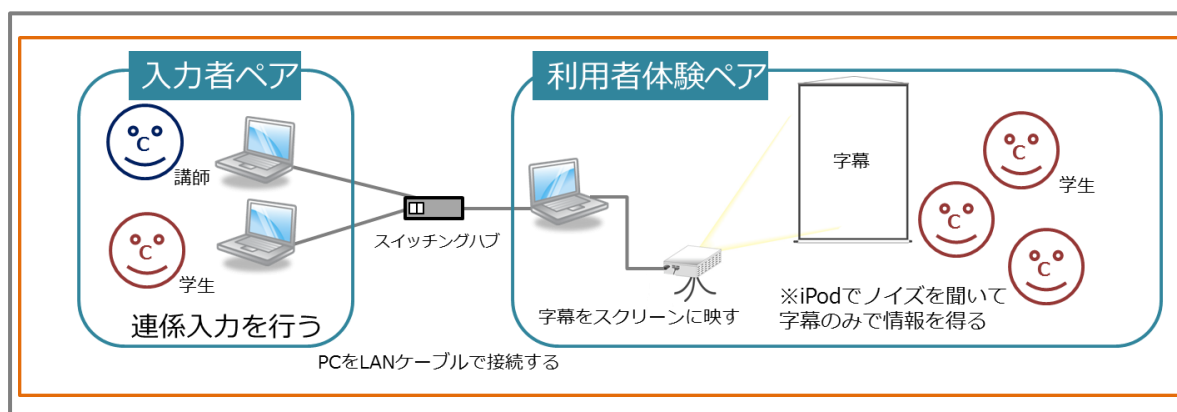 入力者ペア
C
講師
C
学生
連係入力を行う
スイッチングハブ
PCをLANケーブルで接続する
利用者体験ペア
字幕
C
学生
C
C
字幕をスクリーンに映す
※iPodでノイズを聞いて
字幕のみで情報を得る